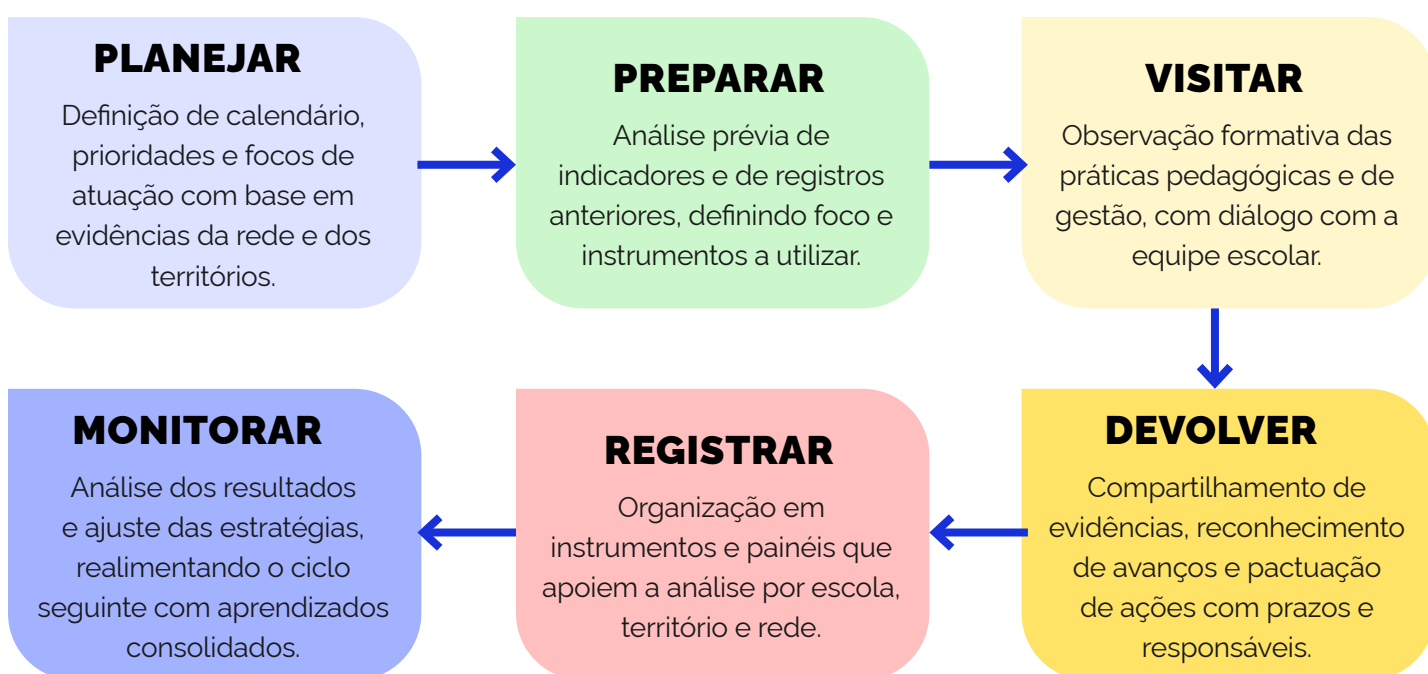 PLANEJAR
Definição de calendário,
prioridades e focos de
atuação com base em
evidências da rede e dos
territórios.
PREPARAR
Análise prévia de
indicadores e de registros
anteriores, definindo foco e
instrumentos a utilizar.
VISITAR
Observação formativa das
práticas pedagógicas e de
gestão, com diálogo com a
equipe escolar.
DEVOLVER
Compartilhamento de
evidências, reconhecimento
de avanços e pactuação
de ações com prazos e
responsáveis.
REGISTRAR
Organização em
instrumentos e painéis que
apoiem a análise por escola,
território e rede.
MONITORAR
Análise dos resultados
e ajuste das estratégias,
realimentando o ciclo
seguinte com aprendizados
consolidados.